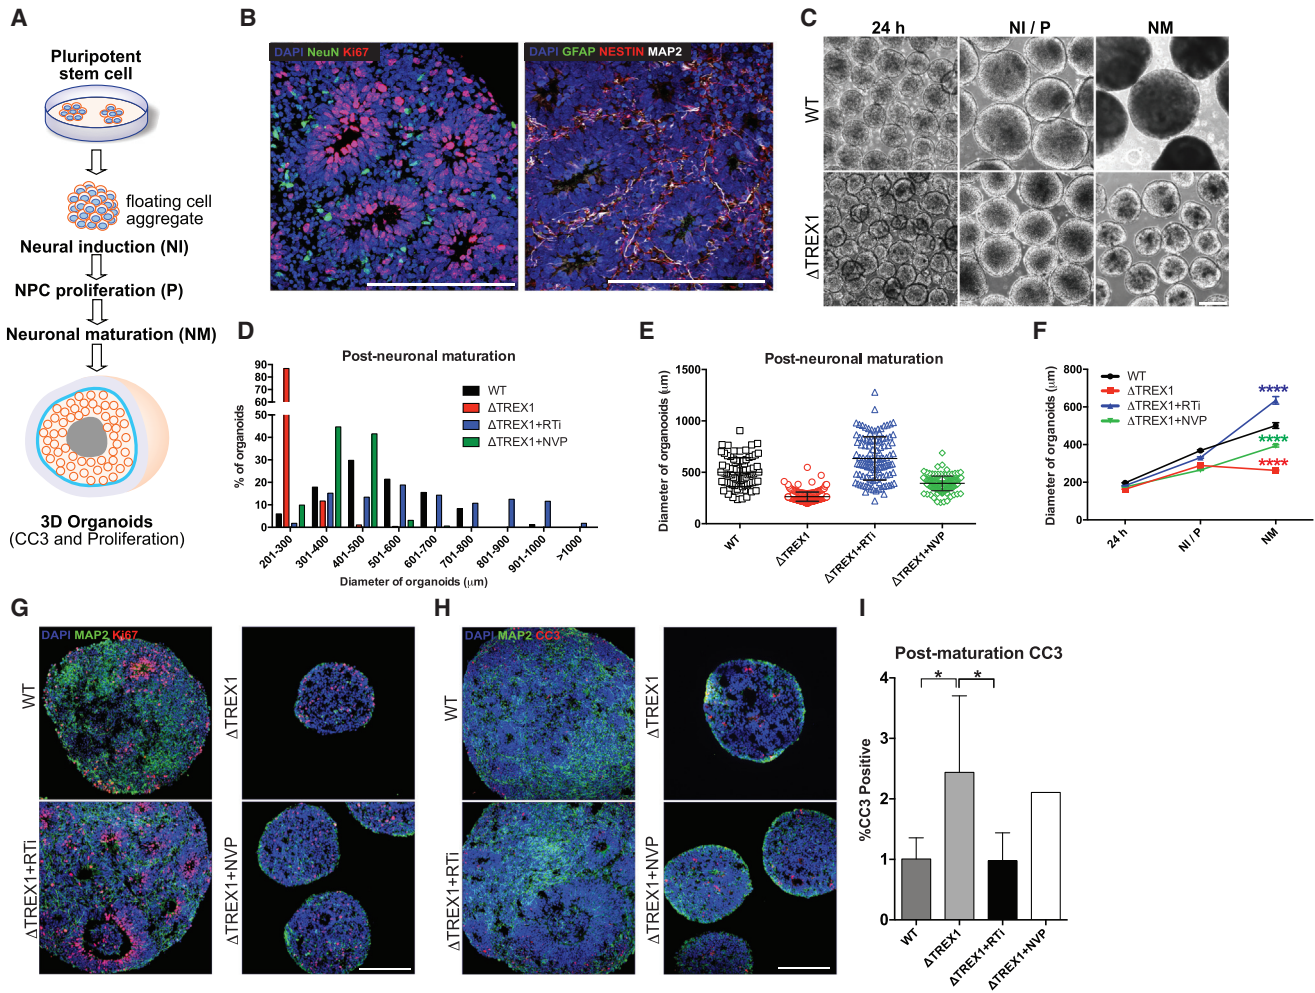 A
Pluripotent
stem cell
floating cell
aggregate
Neural induction (NI)
NPC proliferation (P)
Neuronal maturation (NM)
3D Organoids
(CC3 and Proliferation)
B
DAPI NeuN Ki67
DAPI GFAP NESTIN MAP2
C
24 h
NI / P
NM
WT
ΔTREX1
D
Post-neuronal maturation
% of organoids
90
80
70
60
50
40
30
20
10
0
WT
ΔTREX1
ΔTREX1+RTi
ΔTREX1+NVP
201-300
301-400
401-500
501-600
601-700
701-800
801-900
901-1000
>1000
Diameter of organoids (μm)
E
Post-neuronal maturation
Diameter of organoids (μm)
1500
1000
500
0
WT
ΔTREX1
ΔTREX1+RTi
ΔTREX1+NVP
F
Diameter of organoids (μm)
800
600
400
200
0
WT
ΔTREX1
ΔTREX1+RTi
ΔTREX1+NVP
****
****
****
24 h
NI / P
NM
G
DAPI MAP2 Ki67
WT
ΔTREX1
ΔTREX1+RTi
ΔTREX1+NVP
H
DAPI MAP2 CC3
WT
ΔTREX1
ΔTREX1+RTi
ΔTREX1+NVP
I
Post-maturation CC3
%CC3 Positive
4
3
2
1
0
*
*
WT
ΔTREX1
ΔTREX1+RTi
ΔTREX1+NVP